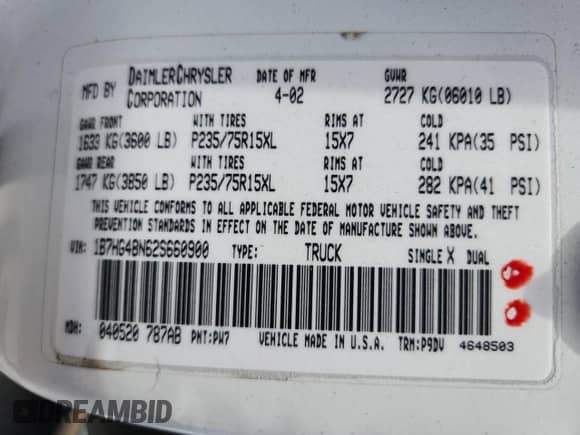 MFD BY DAIMLERCHRYSLER CORPORATION DATE OF MFR 4-02 GVWR 2727 KG(06010 LB)
GAWR FRONT WITH TIRES RIMS AT COLD
1633 KG(3600 LB) P235/75R15XL 15X7 241 KPA(35 PSI)
GAWR REAR WITH TIRES RIMS AT COLD
1747 KG(3850 LB) P235/75R15XL 15X7 282 KPA(41 PSI)
THIS VEHICLE CONFORMS TO ALL APPLICABLE FEDERAL MOTOR VEHICLE SAFETY AND THEFT
PREVENTION STANDARDS IN EFFECT ON THE DATE OF MANUFACTURE SHOWN ABOVE.
VIN: 1B7HG48N62S660900 TYPE: TRUCK SINGLE X DUAL
MDH: 040520 787AB PNT: PW7 VEHICLE MADE IN U.S.A. TRM: P9DV 4648503
DREAMBID